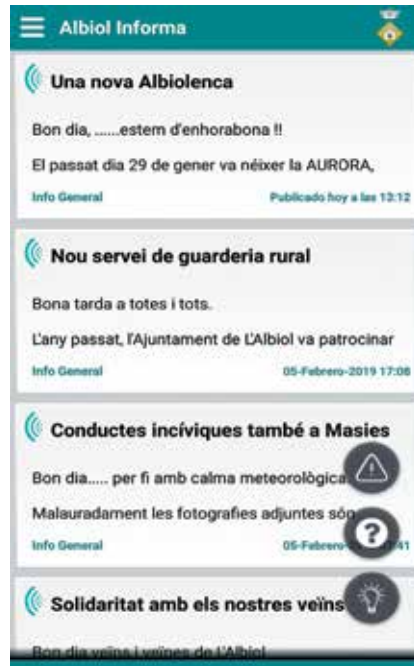 Albiol Informa
Una nova Albiolenca
Bon dia, ......estem d'enhorabona !!
El passat dia 29 de gener va néixer la AURORA,
Info General Publicado hoy a las 13:12
Nou servei de guarderia rural
Bona tarda a totes i tots.
L'any passat, l'Ajuntament de L'Albiol va patrocinar
Info General 05-Febrero-2019 17:08
Conductes incíviques també a Masies
Bon dia..... per fi amb calma meteorològica
Malauradament les fotografies adjuntes són
Info General 05-Febrero 41
Solidaritat amb els nostres veïns
Bon dia veïns i veïnes de L'Albiol